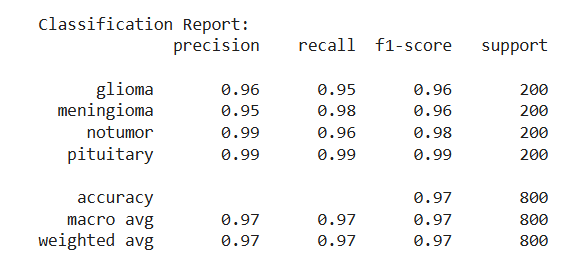 Classification Report:
precision recall f1-score support
glioma 0.96 0.95 0.96 200
meningioma 0.95 0.98 0.96 200
notumor 0.99 0.96 0.98 200
pituitary 0.99 0.99 0.99 200
accuracy 0.97 800
macro avg 0.97 0.97 0.97 800
weighted avg 0.97 0.97 0.97 800